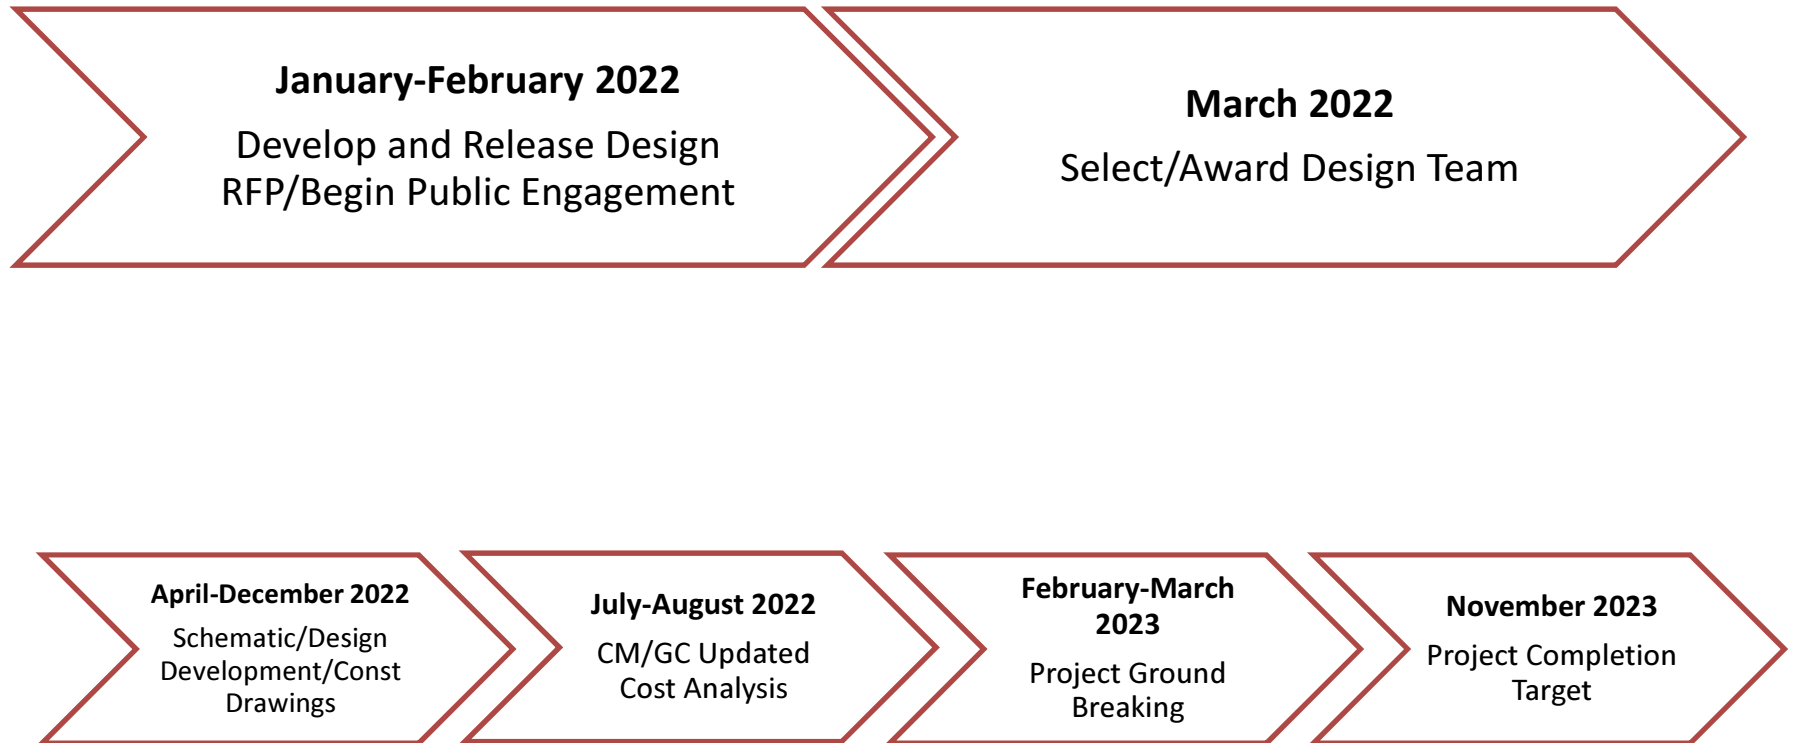 January-February 2022
Develop and Release Design
RFP/Begin Public Engagement
March 2022
Select/Award Design Team
April-December 2022
Schematic/Design
Development/Const
Drawings
July-August 2022
CM/GC Updated
Cost Analysis
February-March
2023
Project Ground
Breaking
November 2023
Project Completion
Target